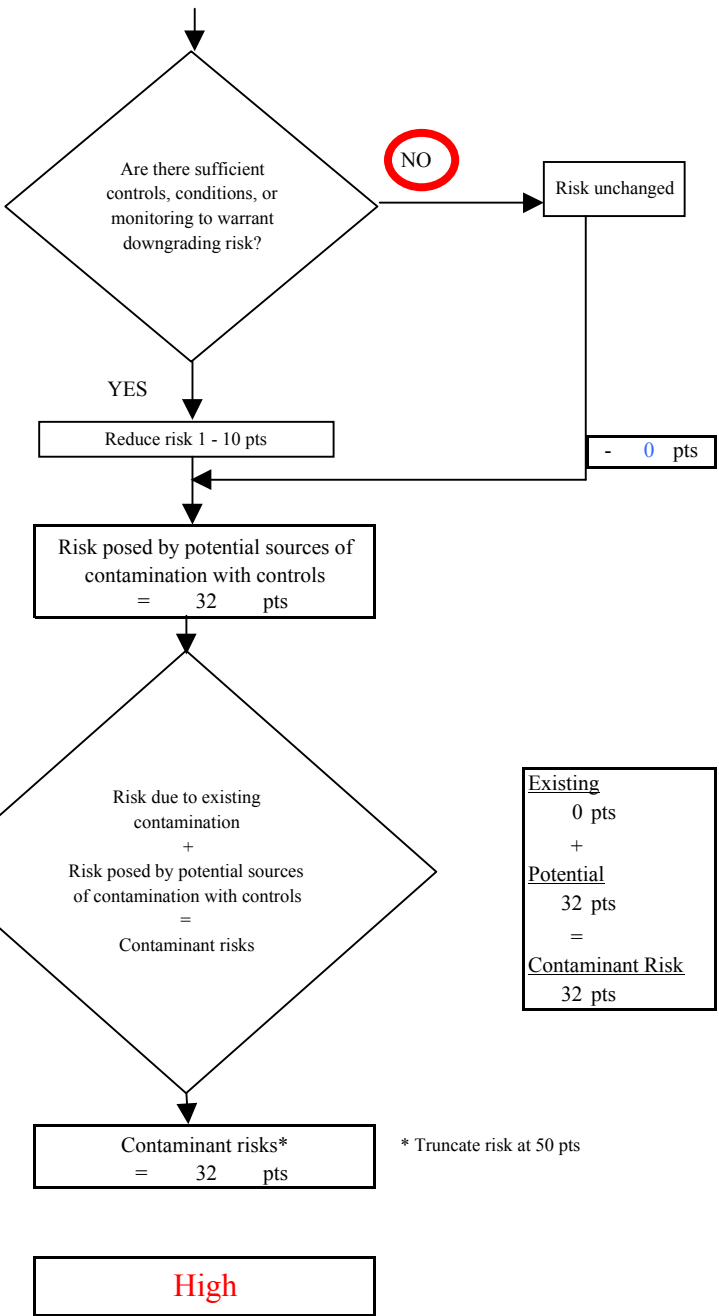 Are there sufficient
controls, conditions, or
monitoring to warrant
downgrading risk?
NO
Risk unchanged
YES
Reduce risk 1 - 10 pts
- 0 pts
Risk posed by potential sources of
contamination with controls
= 32 pts
Risk due to existing
contamination
+
Risk posed by potential sources
of contamination with controls
=
Contaminant risks
Existing
0 pts
+
Potential
32 pts
=
Contaminant Risk
32 pts
Contaminant risks*
= 32 pts
* Truncate risk at 50 pts
High